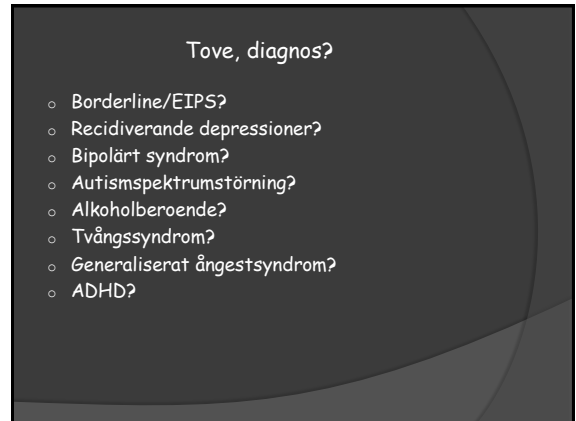 Tove, diagnos?
○ Borderline/EIPS?
○ Recidiverande depressioner?
○ Bipolärt syndrom?
○ Autismspektrumstörning?
○ Alkoholberoende?
○ Tvångssyndrom?
○ Generaliserat ångestsyndrom?
○ ADHD?